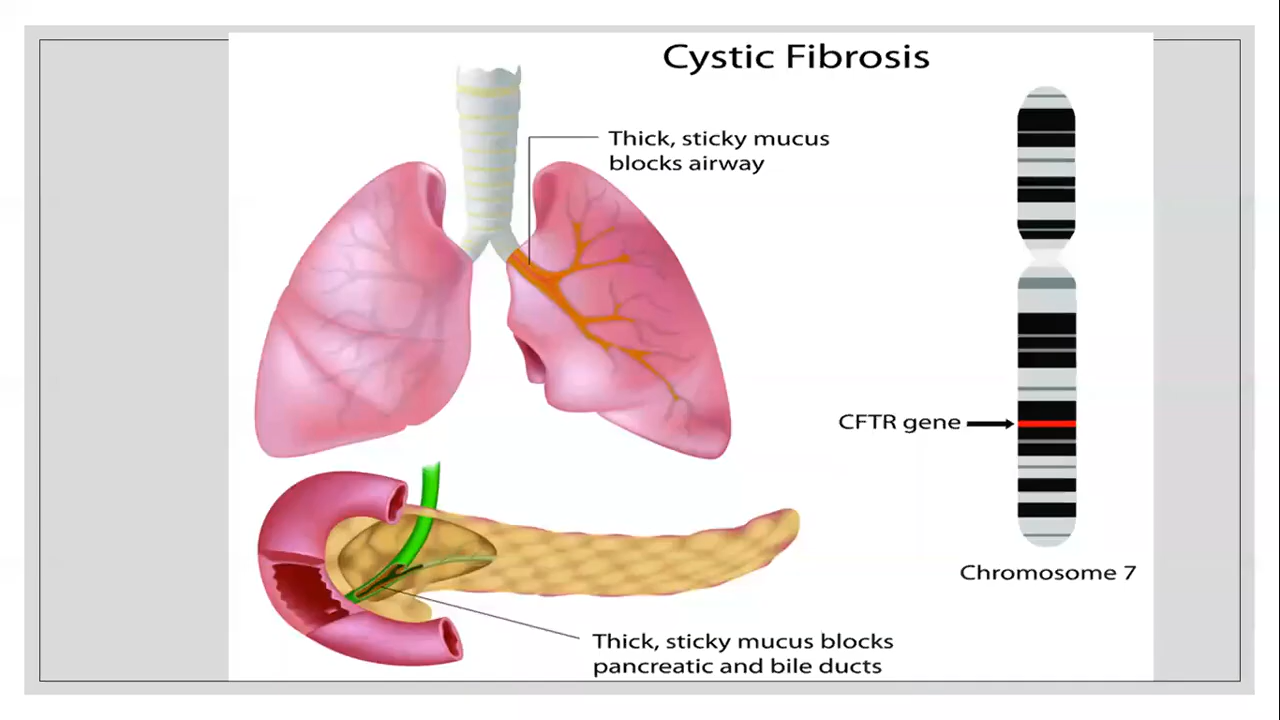 Cystic Fibrosis
Thick, sticky mucus
blocks airway
CFTR gene
Chromosome 7
Thick, sticky mucus blocks
pancreatic and bile ducts